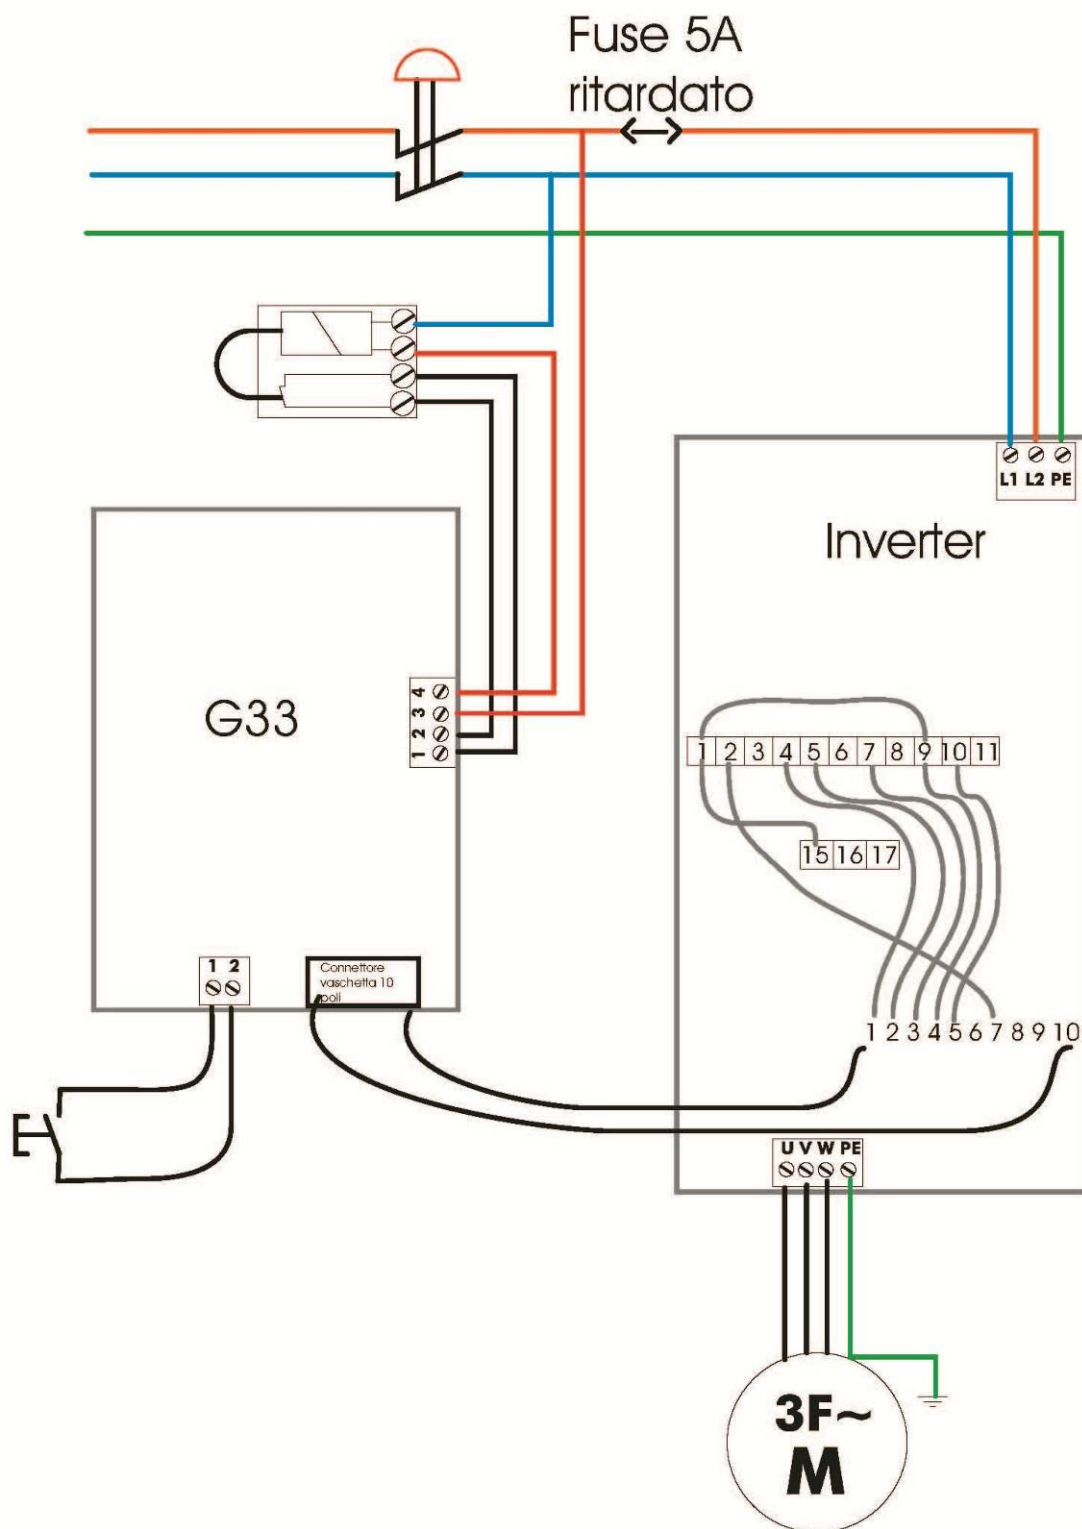 Fuse 5A
ritardato
L1 L2 PE
Inverter
G33
4
3
2
1
1 2 3 4 5 6 7 8 9 10 11
15 16 17
1 2
Connettore
vaschetta 10
poli
1 2 3 4 5 6 7 8 9 10
U V W PE
3F~
M